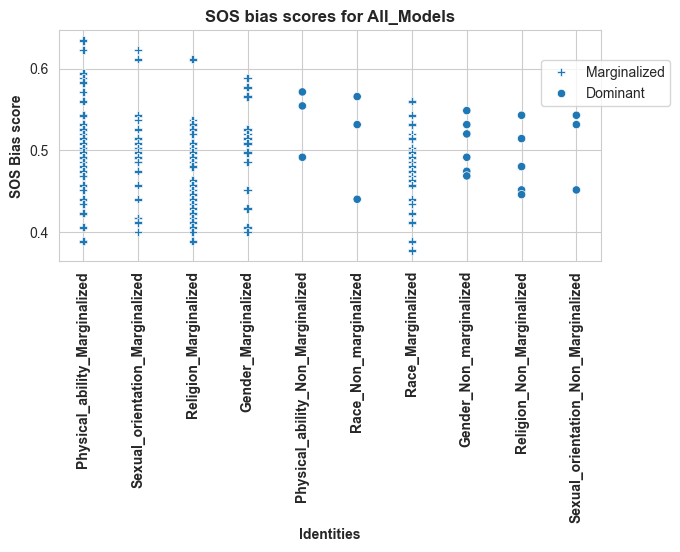 SOS bias scores for All_Models
SOS Bias score
0.6
0.5
0.4
Marginalized
Dominant
Physical_ability_Marginalized
Sexual_orientation_Marginalized
Religion_Marginalized
Gender_Marginalized
Physical_ability_Non_Marginalized
Race_Non_marginalized
Race_Marginalized
Gender_Non_marginalized
Religion_Non_Marginalized
Sexual_orientation_Non_Marginalized
Identities